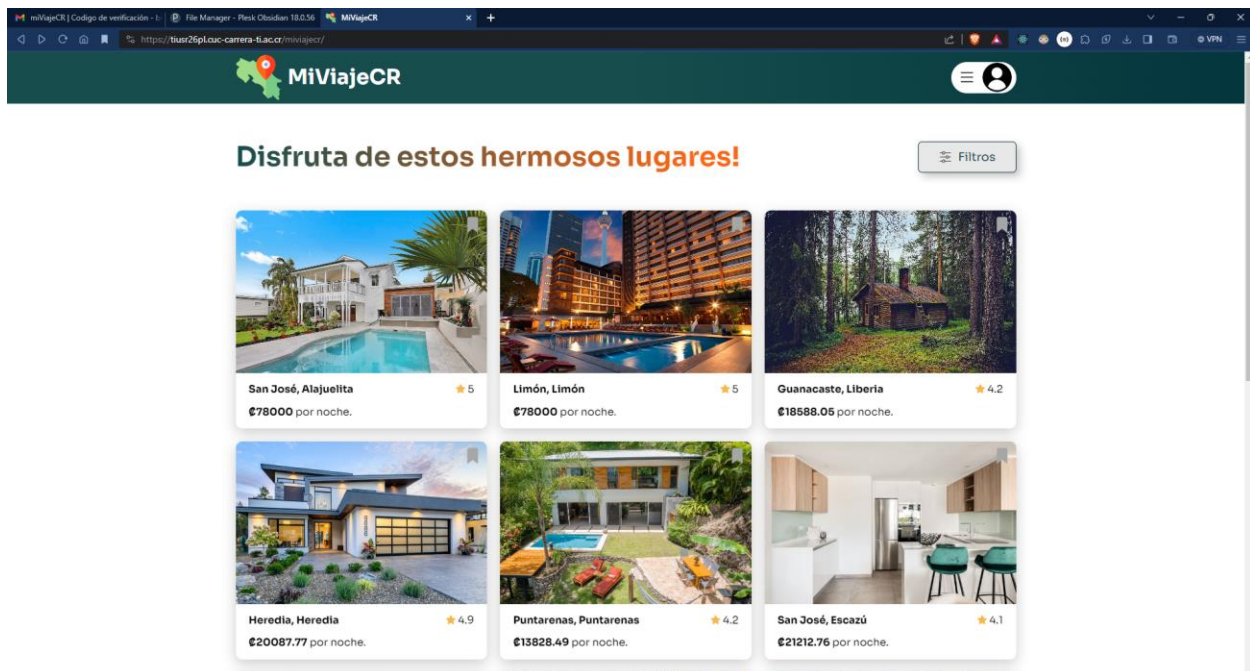 miViajeCR | Codigo de verificación - b
File Manager - Plesk Obsidian 18.0.56
MiViajeCR
https://tiusr26pl.cuc-carrera-ti.ac.cr/miviajecr/
VPN
MiViajeCR
Disfruta de estos hermosos lugares!
Filtros
San José, Alajuelita
5
₡78000 por noche.
Limón, Limón
5
₡78000 por noche.
Guanacaste, Liberia
4.2
₡18588.05 por noche.
Heredia, Heredia
4.9
₡20087.77 por noche.
Puntarenas, Puntarenas
4.2
₡13828.49 por noche.
San José, Escazú
4.1
₡21212.76 por noche.